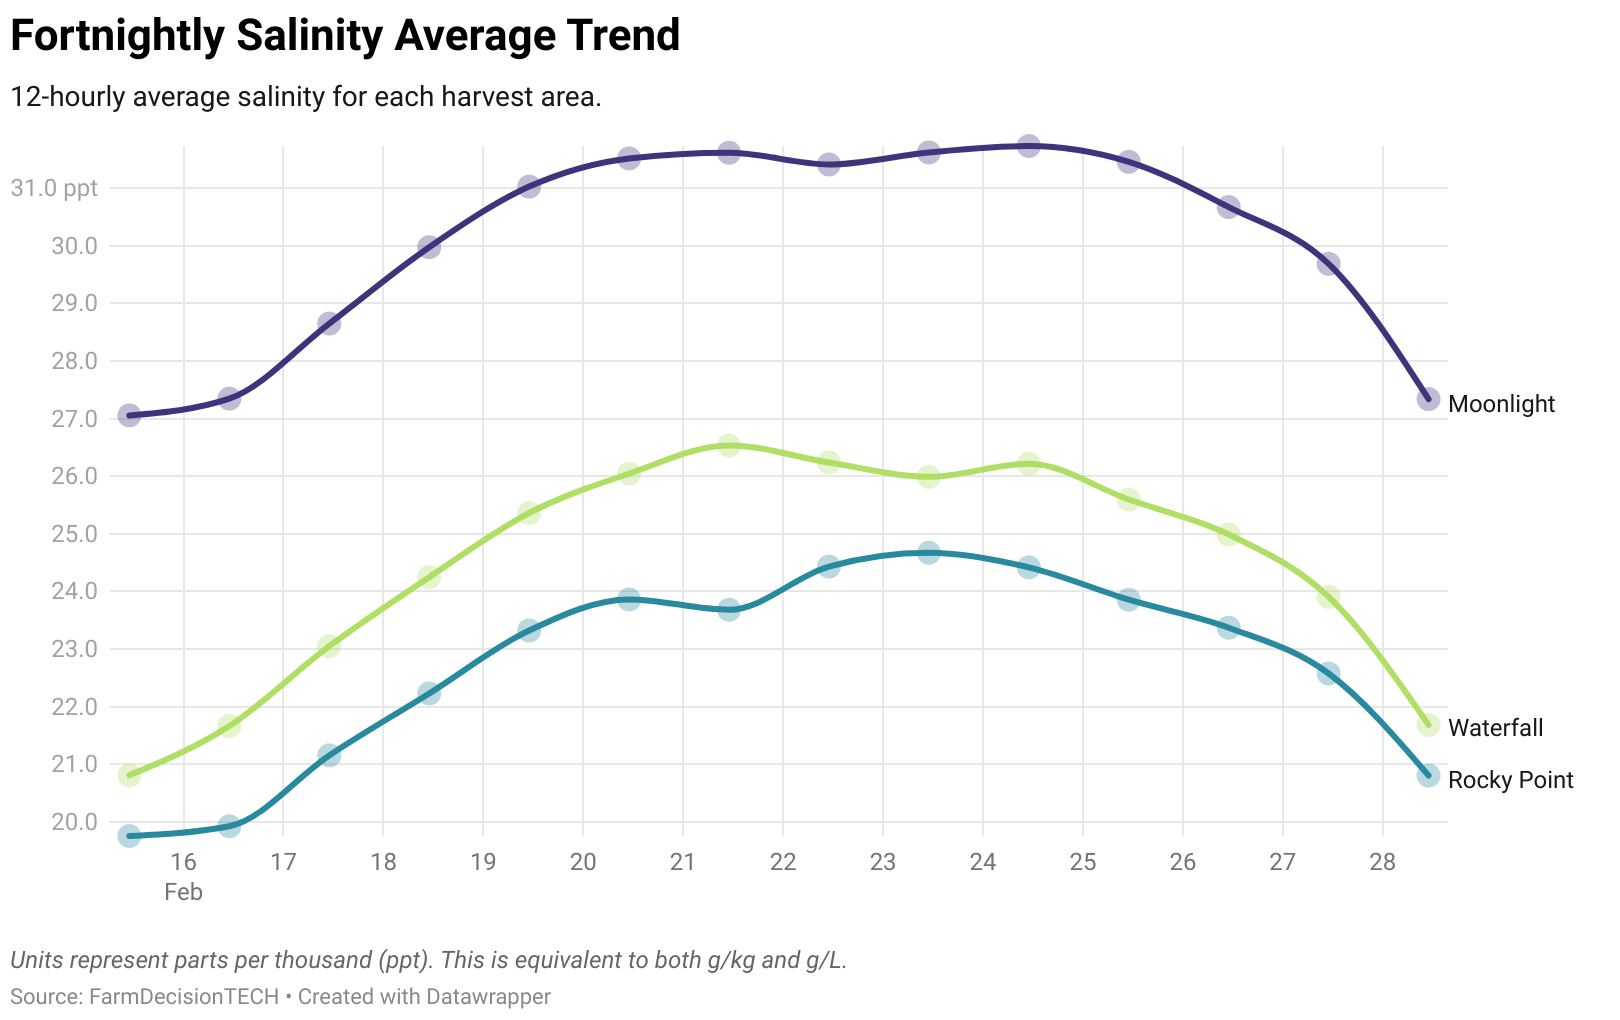 Fortnightly Salinity Average Trend
12-hourly average salinity for each harvest area.
31.0 ppt
30.0
29.0
28.0
27.0
26.0
25.0
24.0
23.0
22.0
21.0
20.0
Moonlight
Waterfall
Rocky Point
16 17 18 19 20 21 22 23 24 25 26 27 28
Feb
Units represent parts per thousand (ppt). This is equivalent to both g/kg and g/L.
Source: FarmDecisionTECH • Created with Datawrapper